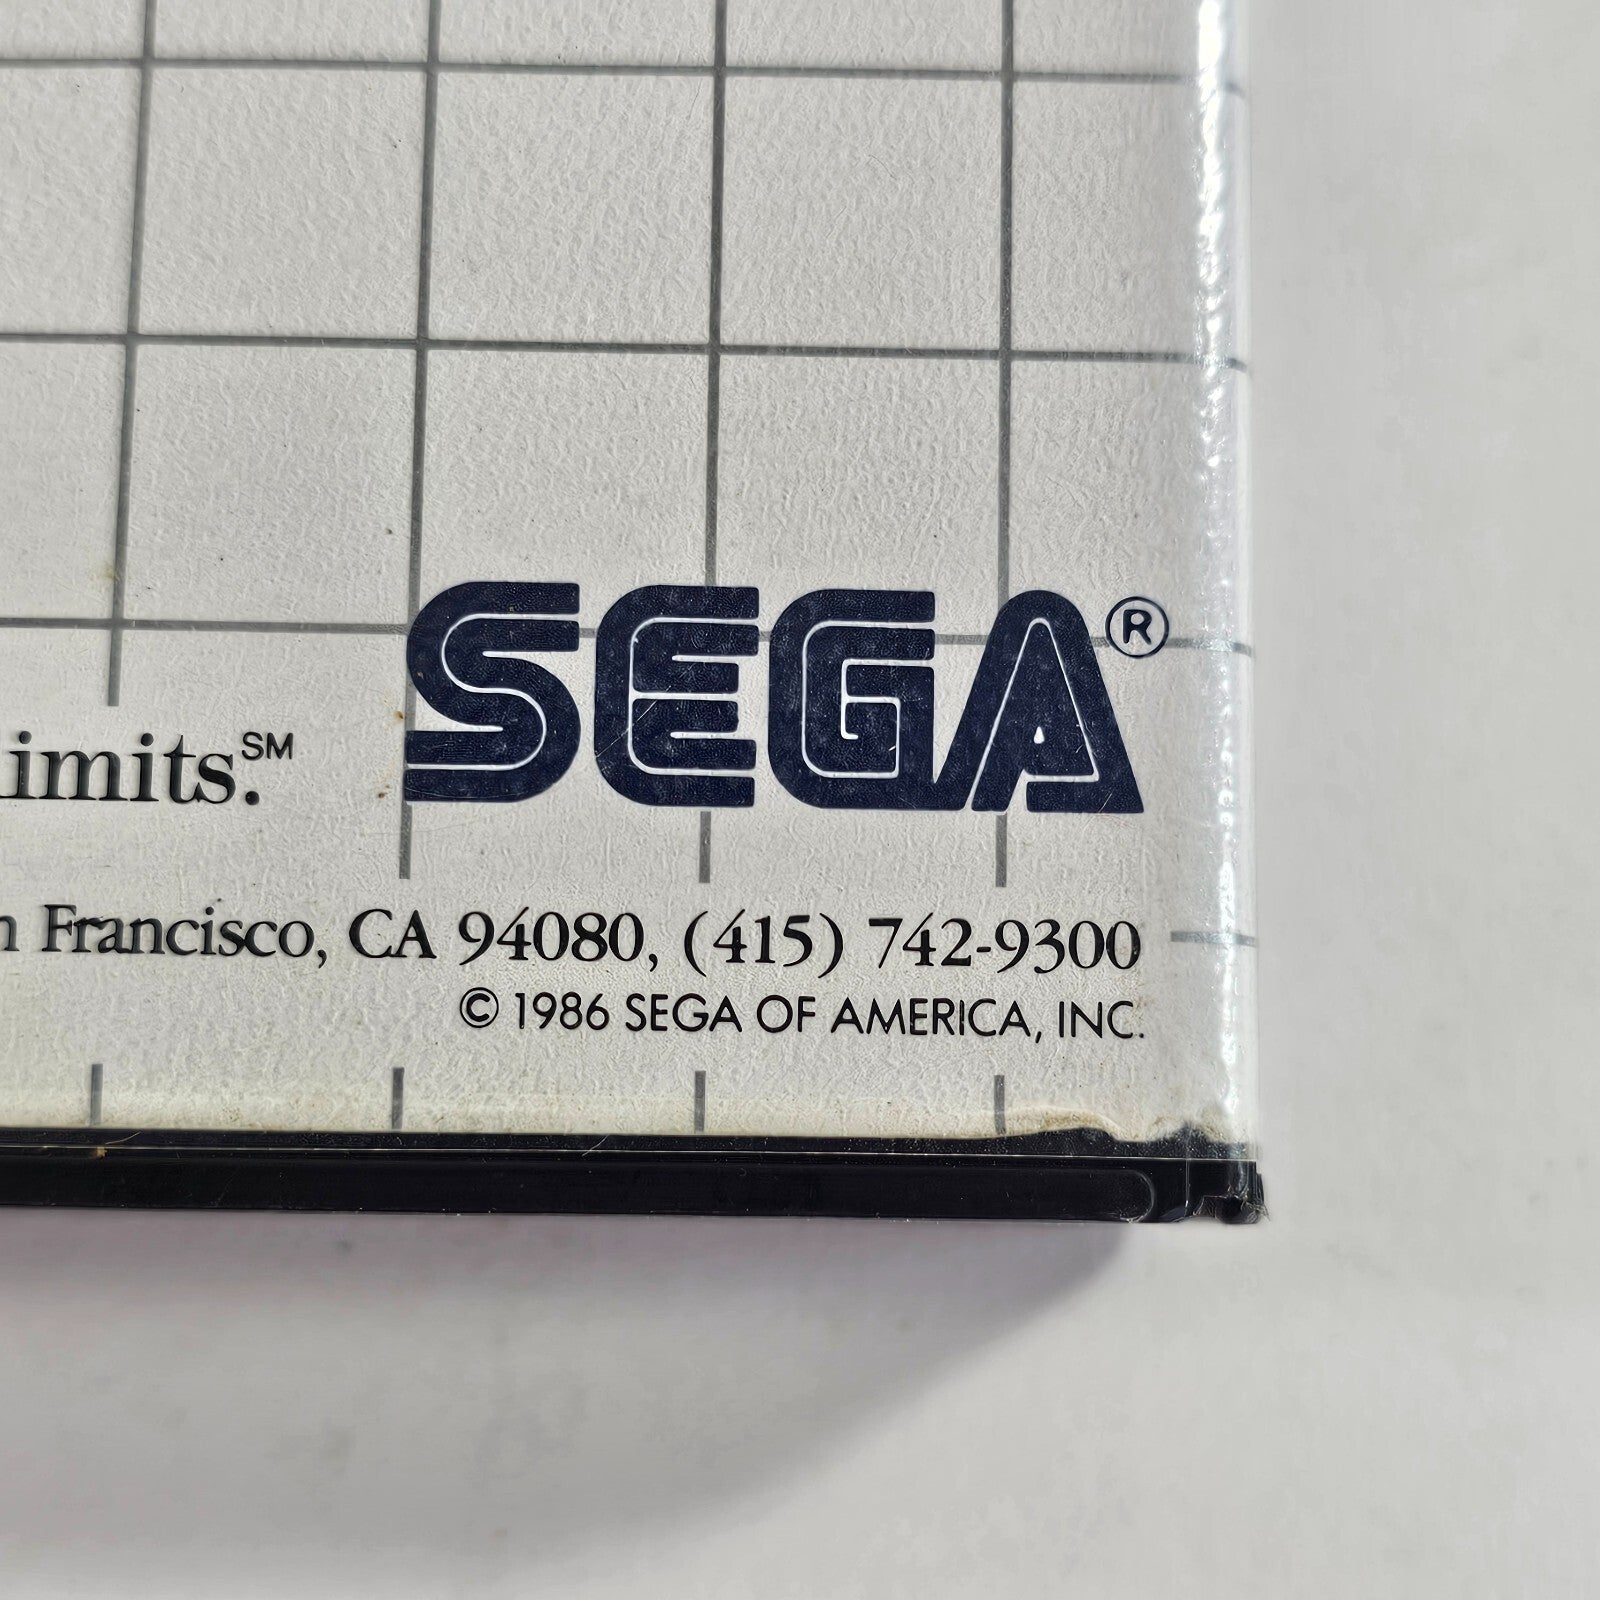 SEGA®
imits.℠
Francisco, CA 94080, (415) 742-9300
© 1986 SEGA OF AMERICA, INC.